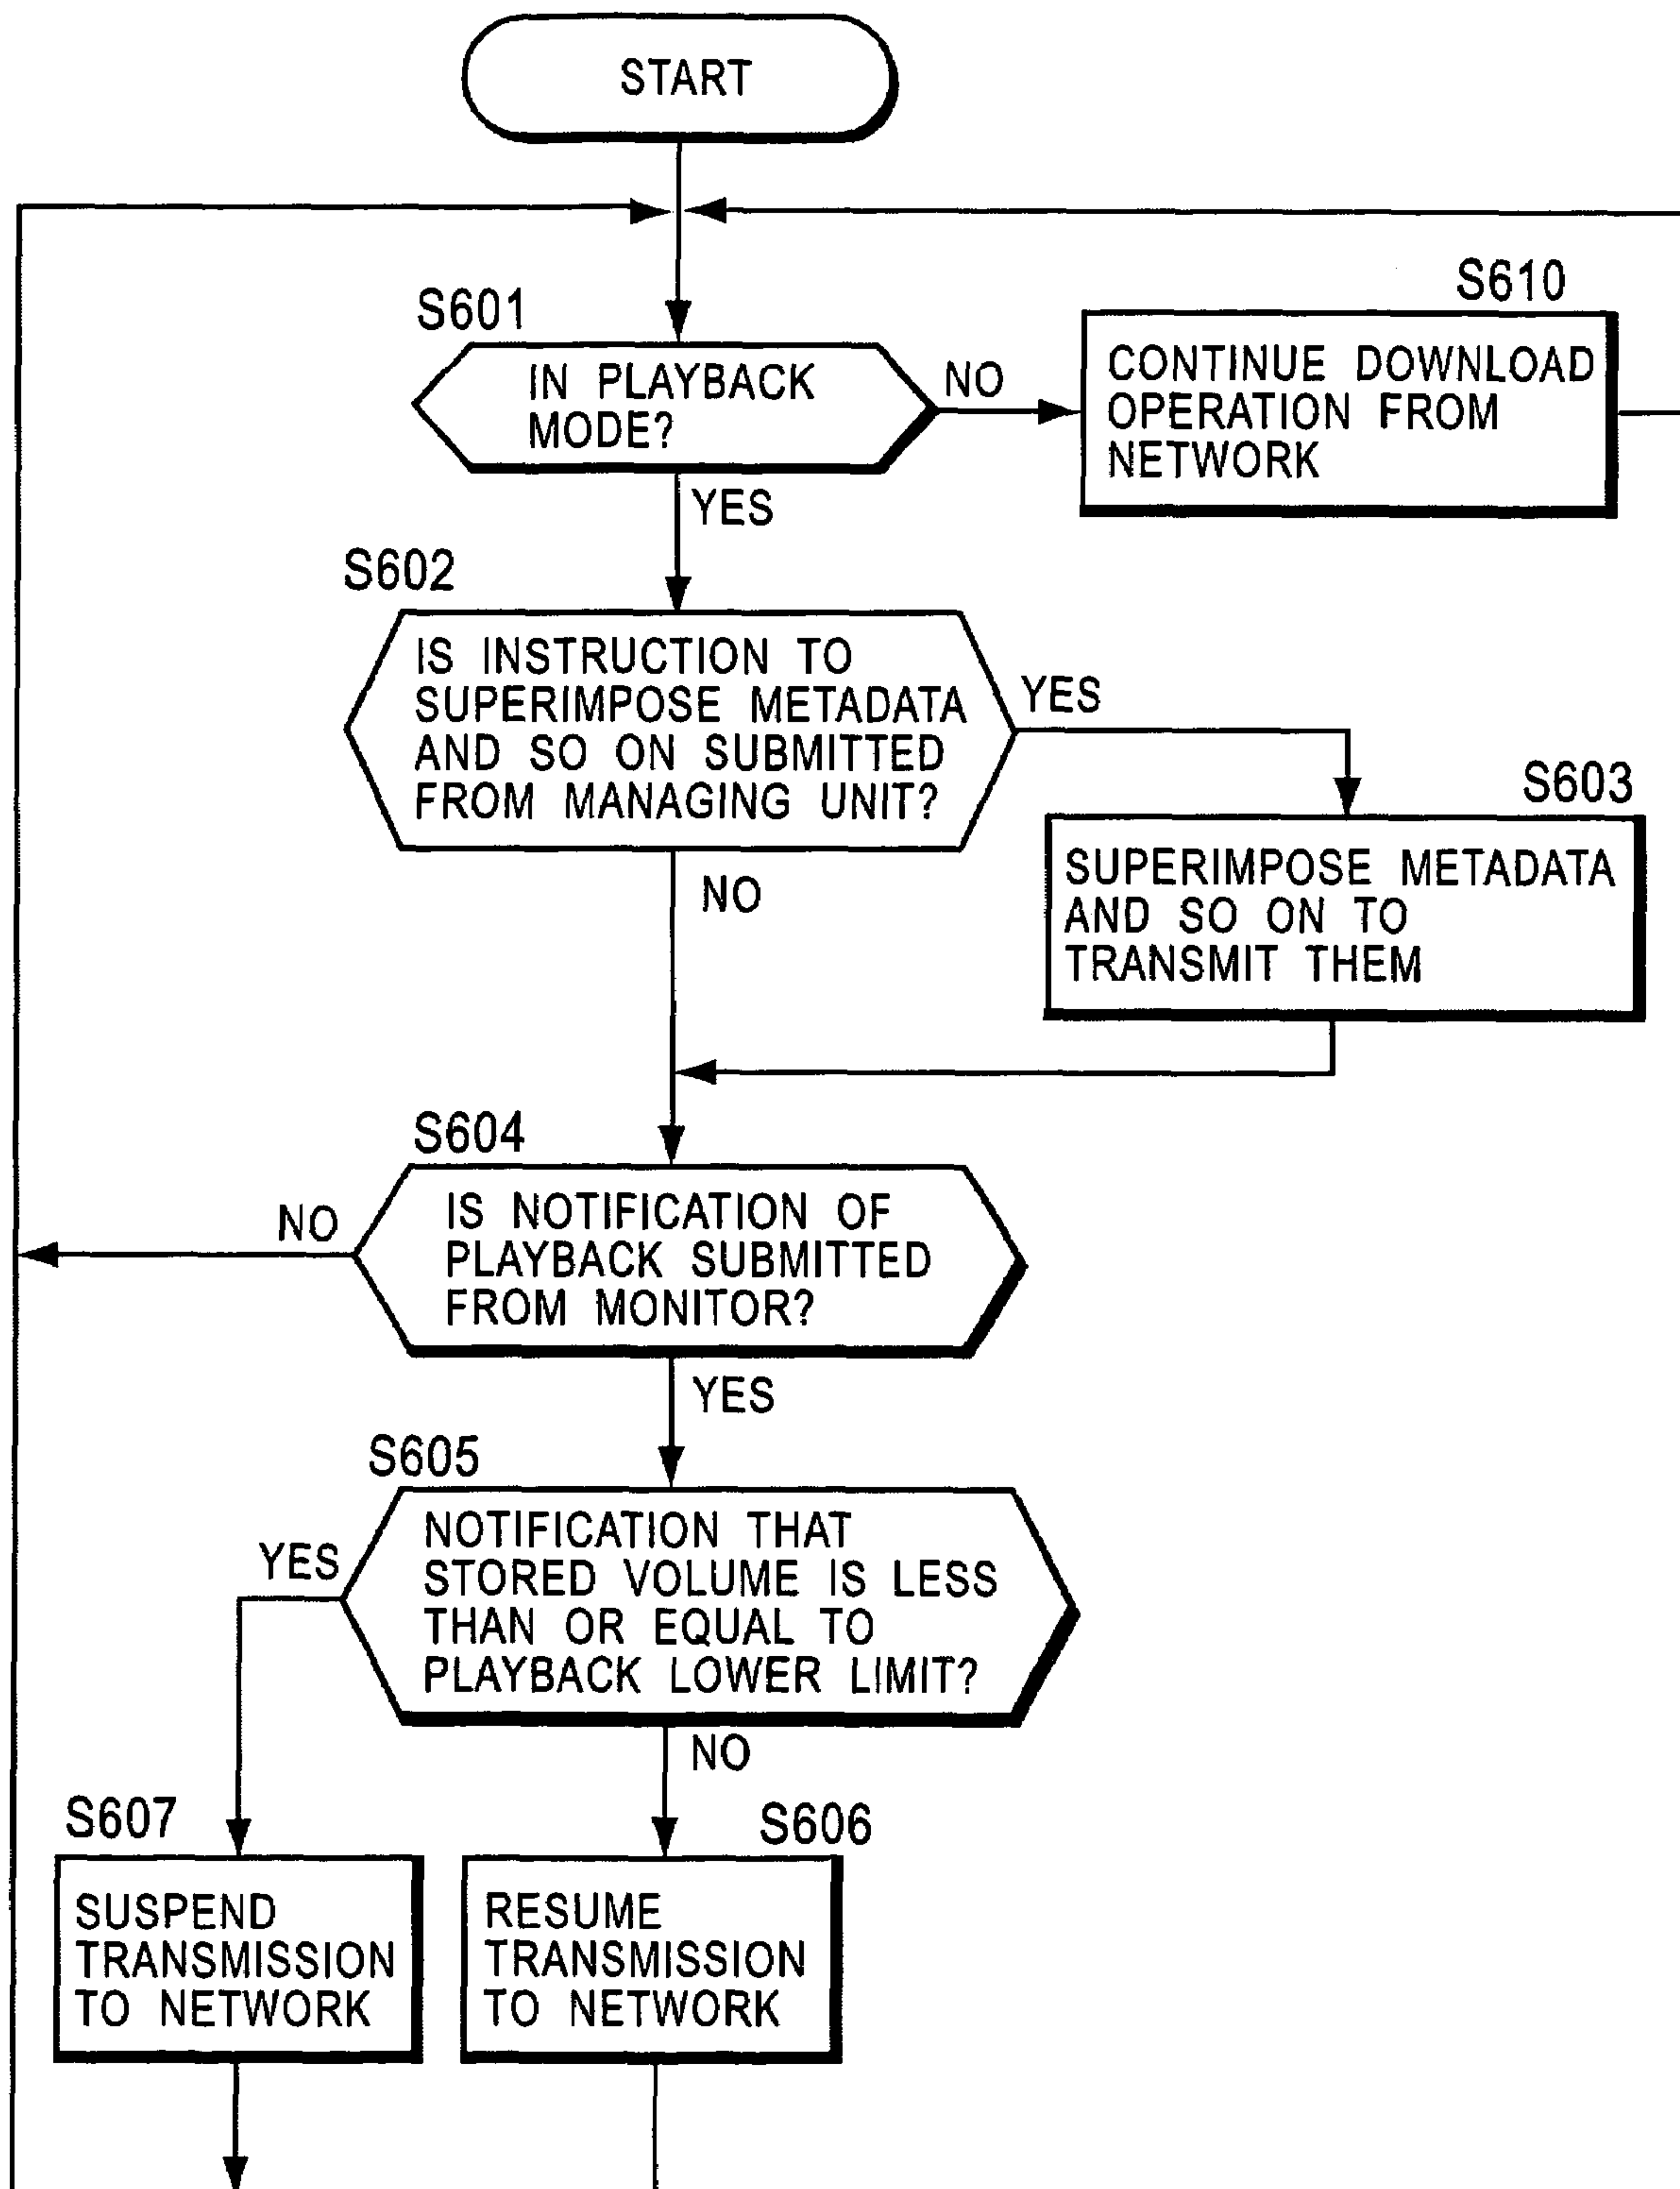 START
S601
IN PLAYBACK
MODE?
NO
YES
S610
CONTINUE DOWNLOAD
OPERATION FROM
NETWORK
S602
IS INSTRUCTION TO
SUPERIMPOSE METADATA
AND SO ON SUBMITTED
FROM MANAGING UNIT?
YES
NO
S603
SUPERIMPOSE METADATA
AND SO ON TO
TRANSMIT THEM
S604
IS NOTIFICATION OF
PLAYBACK SUBMITTED
FROM MONITOR?
NO
YES
S605
NOTIFICATION THAT
STORED VOLUME IS LESS
THAN OR EQUAL TO
PLAYBACK LOWER LIMIT?
YES
NO
S607
SUSPEND
TRANSMISSION
TO NETWORK
S606
RESUME
TRANSMISSION
TO NETWORK